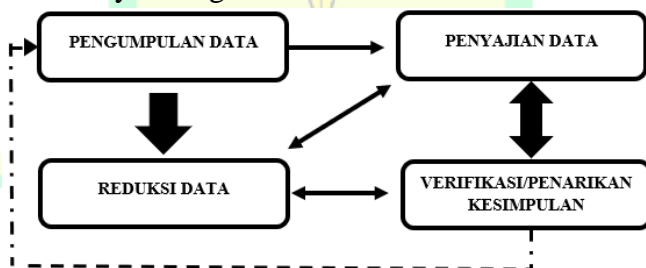 PENGUMPULAN DATA
PENYAJIAN DATA
REDUKSI DATA
VERIFIKASI/PENARIKAN
KESIMPULAN